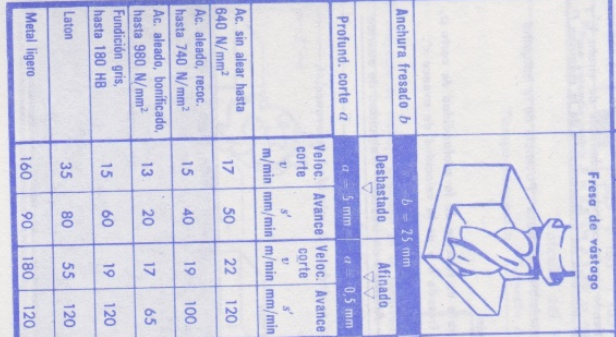 Fresa de vástago
Anchura fresado b
b = 25 mm
Desbastado ▽
Afinado ▽▽
Profund. corte a
a = 5 mm
a = 0,5 mm
Veloc. corte v m/min
Avance s' mm/min
Veloc. corte v m/min
Avance s' mm/min
Ac. sin alear hasta
640 N/mm² 17 50 22 120
Ac. aleado, recoc.
hasta 740 N/mm² 15 40 19 100
Ac. aleado, bonificado,
hasta 980 N/mm² 13 20 17 65
Fundición gris,
hasta 180 HB 15 60 19 120
Laton 35 80 55 120
Metal ligero 160 90 180 120